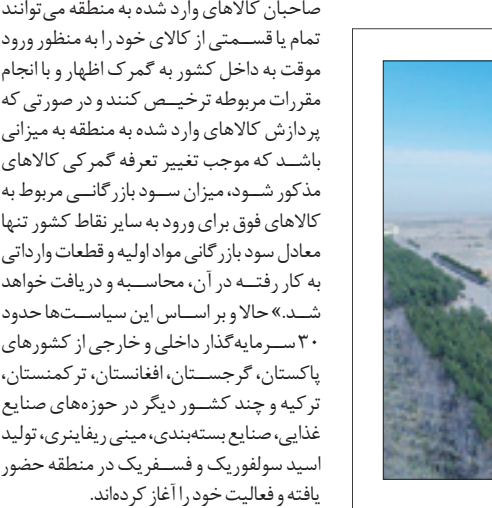 صاحبان کالاهای وارد شده به منطقه می‌توانند
تمام یا قسمتی از کالای خود را به منظور ورود
موقت به داخل کشور به گمرک اظهار و با انجام
مقررات مربوطه ترخیص کنند و در صورتی که
پردازش کالاهای وارد شده به منطقه به میزانی
باشد که موجب تغییر تعرفه گمرکی کالاهای
مذکور شود، میزان سود بازرگانی مربوط به
کالاهای فوق برای ورود به سایر نقاط کشور تنها
معادل سود بازرگانی مواد اولیه و قطعات وارداتی
به کار رفته در آن، محاسبه و دریافت خواهد
شد.» حالا و بر اساس این سیاست‌ها حدود
۳۰ سرمایه‌گذار داخلی و خارجی از کشورهای
پاکستان، گرجستان، افغانستان، ترکمنستان،
ترکیه و چند کشور دیگر در حوزه‌های صنایع
غذایی، صنایع بسته‌بندی، مینی ریفاینری، تولید
اسید سولفوریک و فسفریک در منطقه حضور
یافته و فعالیت خود را آغاز کرده‌اند.